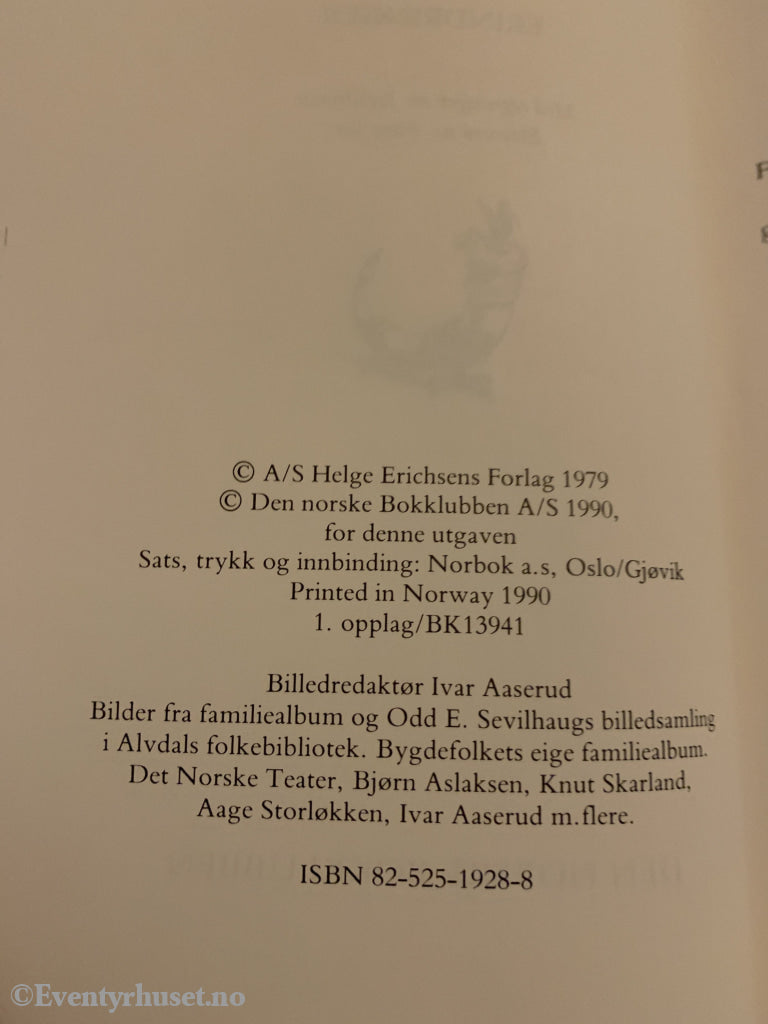 © A/S Helge Erichsens Forlag 1979
© Den norske Bokklubben A/S 1990,
for denne utgaven
Sats, trykk og innbinding: Norbok a.s, Oslo/Gjøvik
Printed in Norway 1990
1. opplag/BK13941
Billedredaktør Ivar Aaserud
Bilder fra familiealbum og Odd E. Sevilhaugs billedsamling
i Alvdals folkebibliotek. Bygdefolkets eige familiealbum.
Det Norske Teater, Bjørn Aslaksen, Knut Skarland,
Aage Storløkken, Ivar Aaserud m.flere.
ISBN 82-525-1928-8
©Eventyrhuset.no